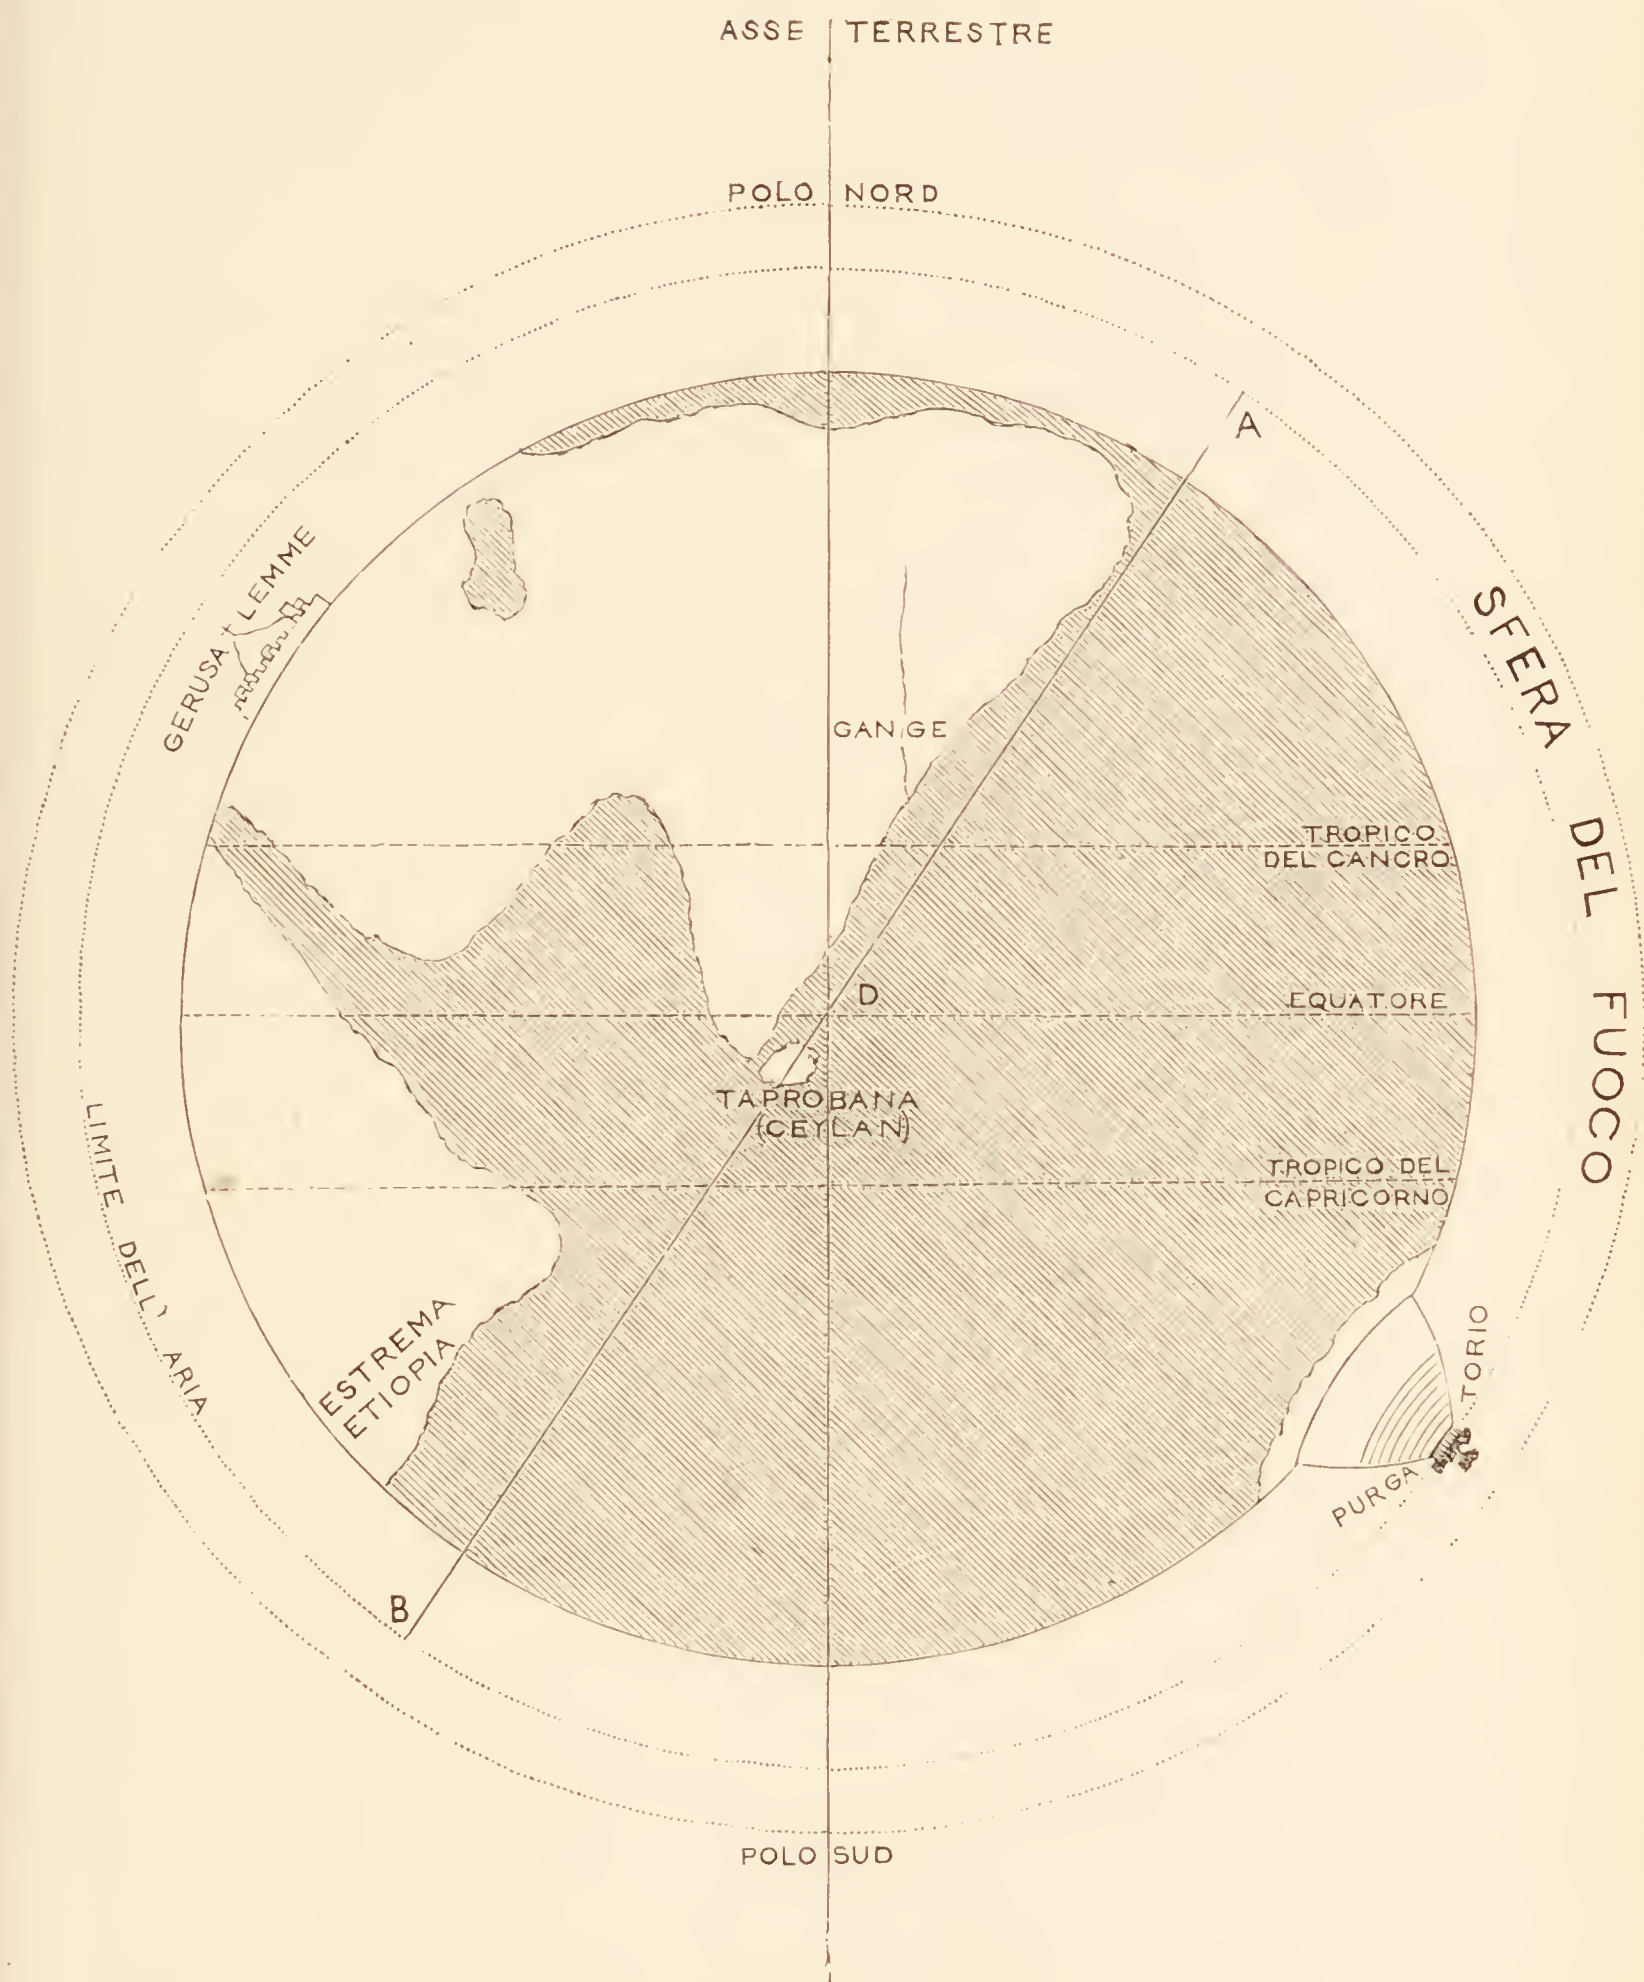 ASSE TERRESTRE
POLO NORD
A
GERUSALEMME
SFERA DEL FUOCO
GANGE
TROPICO
DEL CANCRO
D
EQUATORE
TAPROBANA
(CEYLAN)
LIMITE DELL' ARIA
TROPICO DEL
CAPRICORNO
ESTREMA
ETIOPIA
PURGATORIO
B
POLO SUD